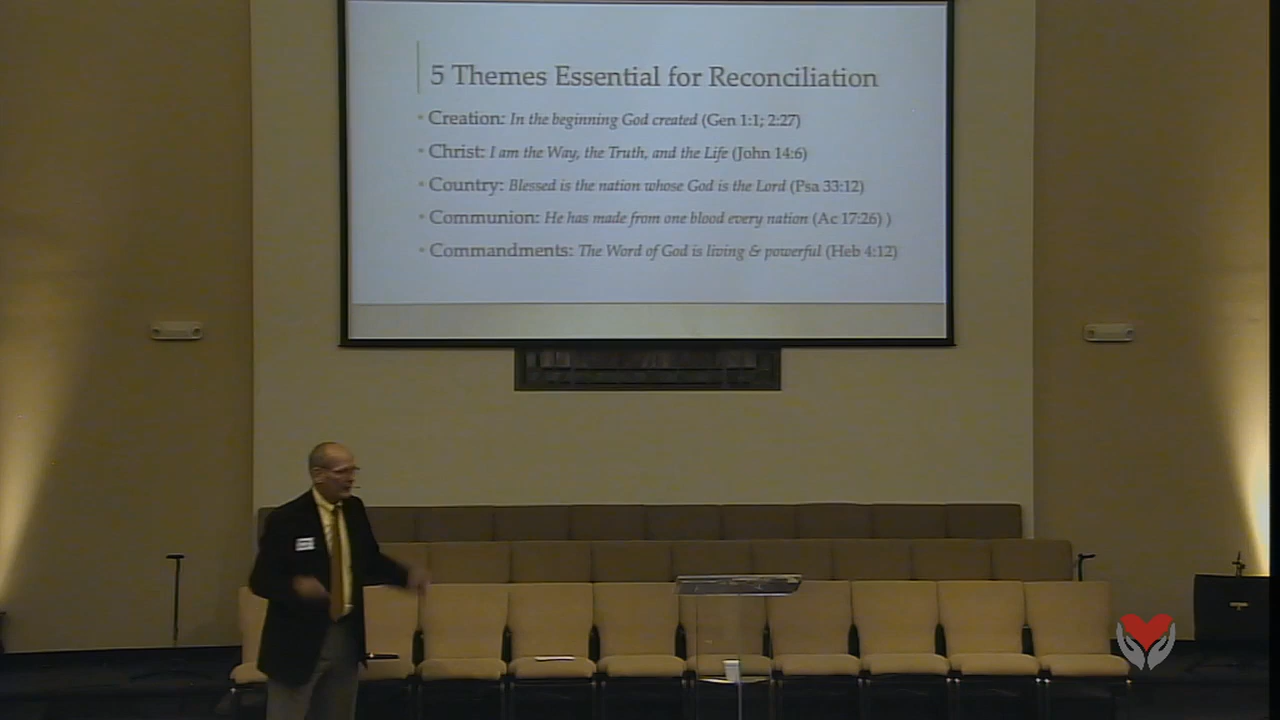 5 Themes Essential for Reconciliation
• Creation: In the beginning God created (Gen 1:1; 2:27)
• Christ: I am the Way, the Truth, and the Life (John 14:6)
• Country: Blessed is the nation whose God is the Lord (Psa 33:12)
• Communion: He has made from one blood every nation (Ac 17:26) )
• Commandments: The Word of God is living & powerful (Heb 4:12)